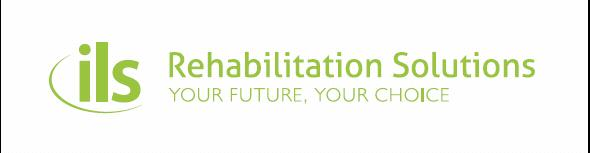 ils
Rehabilitation Solutions
YOUR FUTURE, YOUR CHOICE